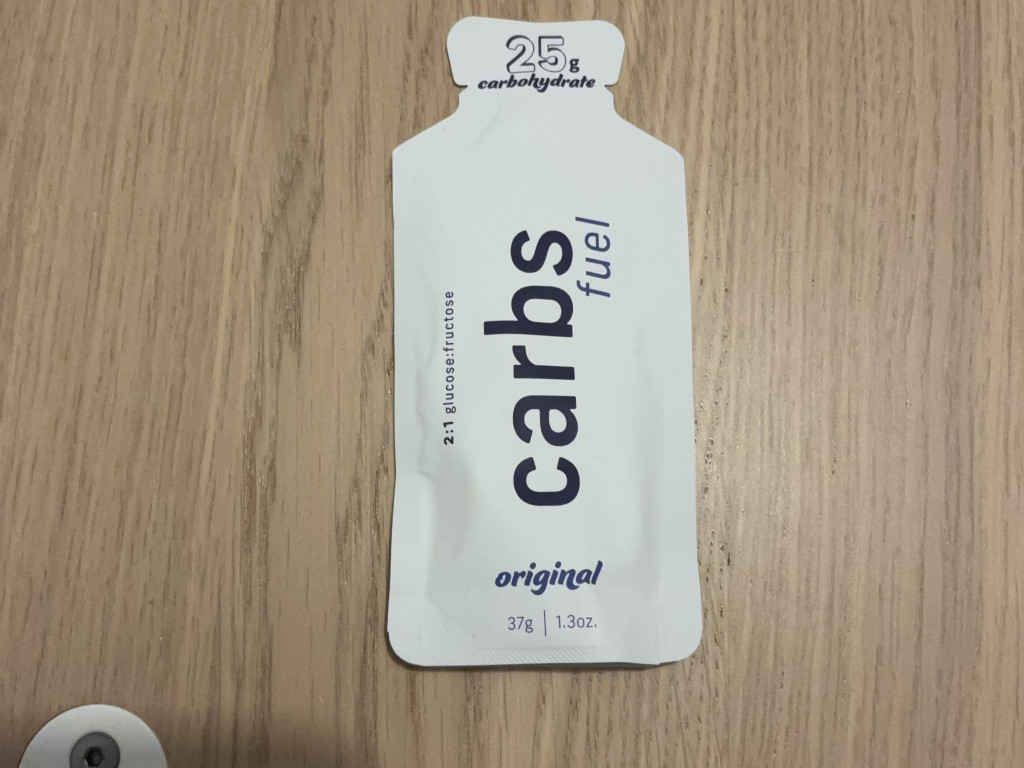 25g
carbohydrate
2:1 glucose:fructose
carbs
fuel
original
37g | 1.3oz.